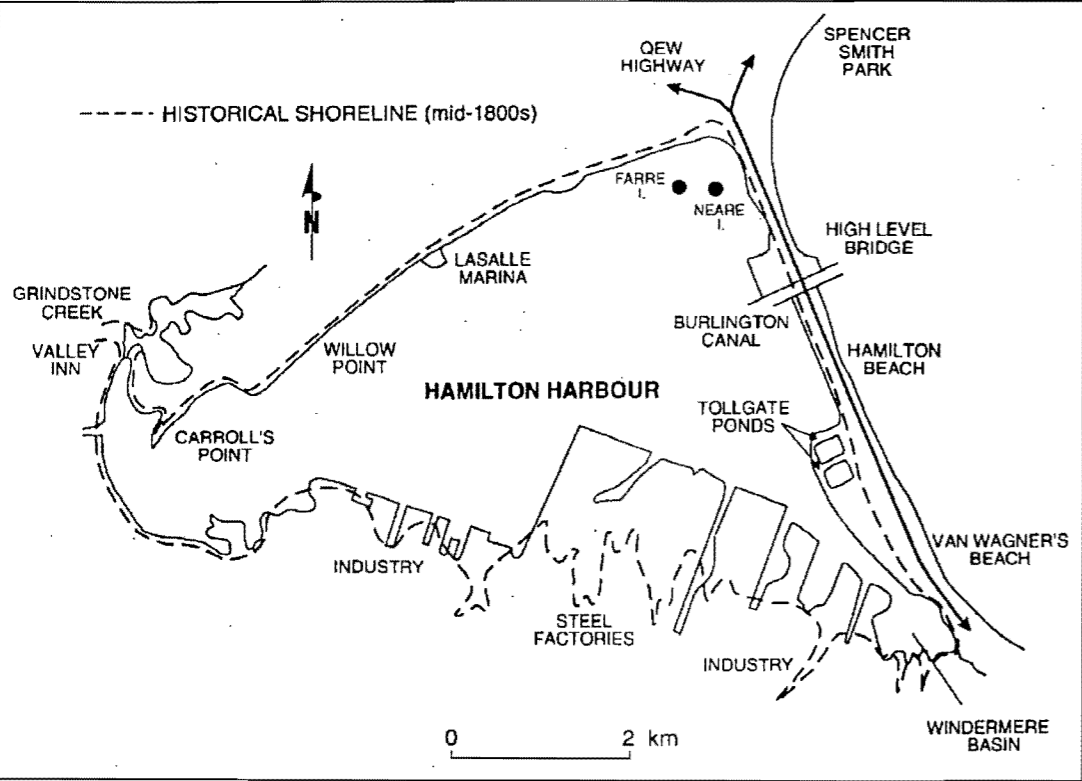 SPENCER
SMITH
PARK
QEW
HIGHWAY
HISTORICAL SHORELINE (mid-1800s)
FARRE
I.
NEARE
I.
N
HIGH LEVEL
BRIDGE
LASALLE
MARINA
GRINDSTONE
CREEK
VALLEY
INN
WILLOW
POINT
BURLINGTON
CANAL
HAMILTON
BEACH
HAMILTON HARBOUR
TOLLGATE
PONDS
CARROLL'S
POINT
VAN WAGNER'S
BEACH
INDUSTRY
STEEL
FACTORIES
INDUSTRY
WINDERMERE
BASIN
0 2 km